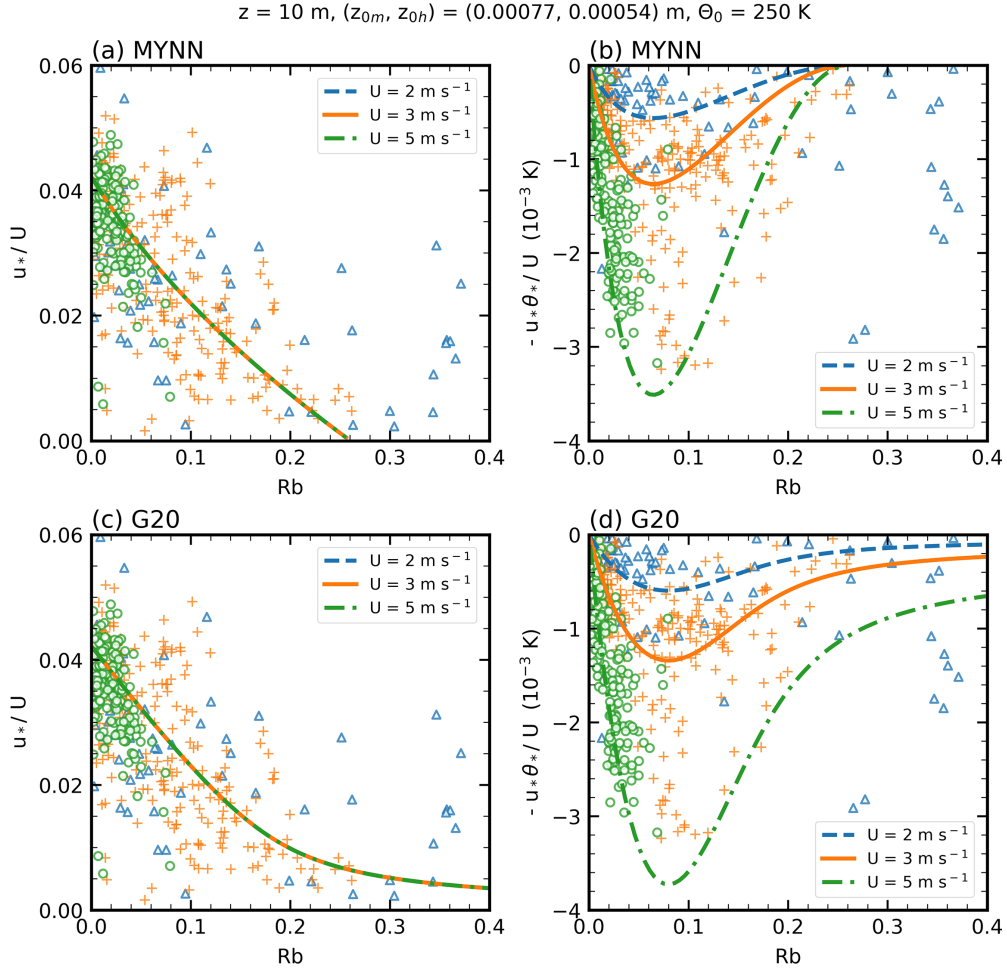 z = 10 m, (z0m, z0h) = (0.00077, 0.00054) m, Θ0 = 250 K
(a) MYNN
0.06
0.04
0.02
0.00
u*/ U
0.0 0.1 0.2 0.3 0.4
Rb
U = 2 m s⁻¹
U = 3 m s⁻¹
U = 5 m s⁻¹
(b) MYNN
0
−1
−2
−3
−4
- u*θ*/ U (10⁻³ K)
0.0 0.1 0.2 0.3 0.4
Rb
U = 2 m s⁻¹
U = 3 m s⁻¹
U = 5 m s⁻¹
(c) G20
0.06
0.04
0.02
0.00
u*/ U
0.0 0.1 0.2 0.3 0.4
Rb
U = 2 m s⁻¹
U = 3 m s⁻¹
U = 5 m s⁻¹
(d) G20
0
−1
−2
−3
−4
- u*θ*/ U (10⁻³ K)
0.0 0.1 0.2 0.3 0.4
Rb
U = 2 m s⁻¹
U = 3 m s⁻¹
U = 5 m s⁻¹